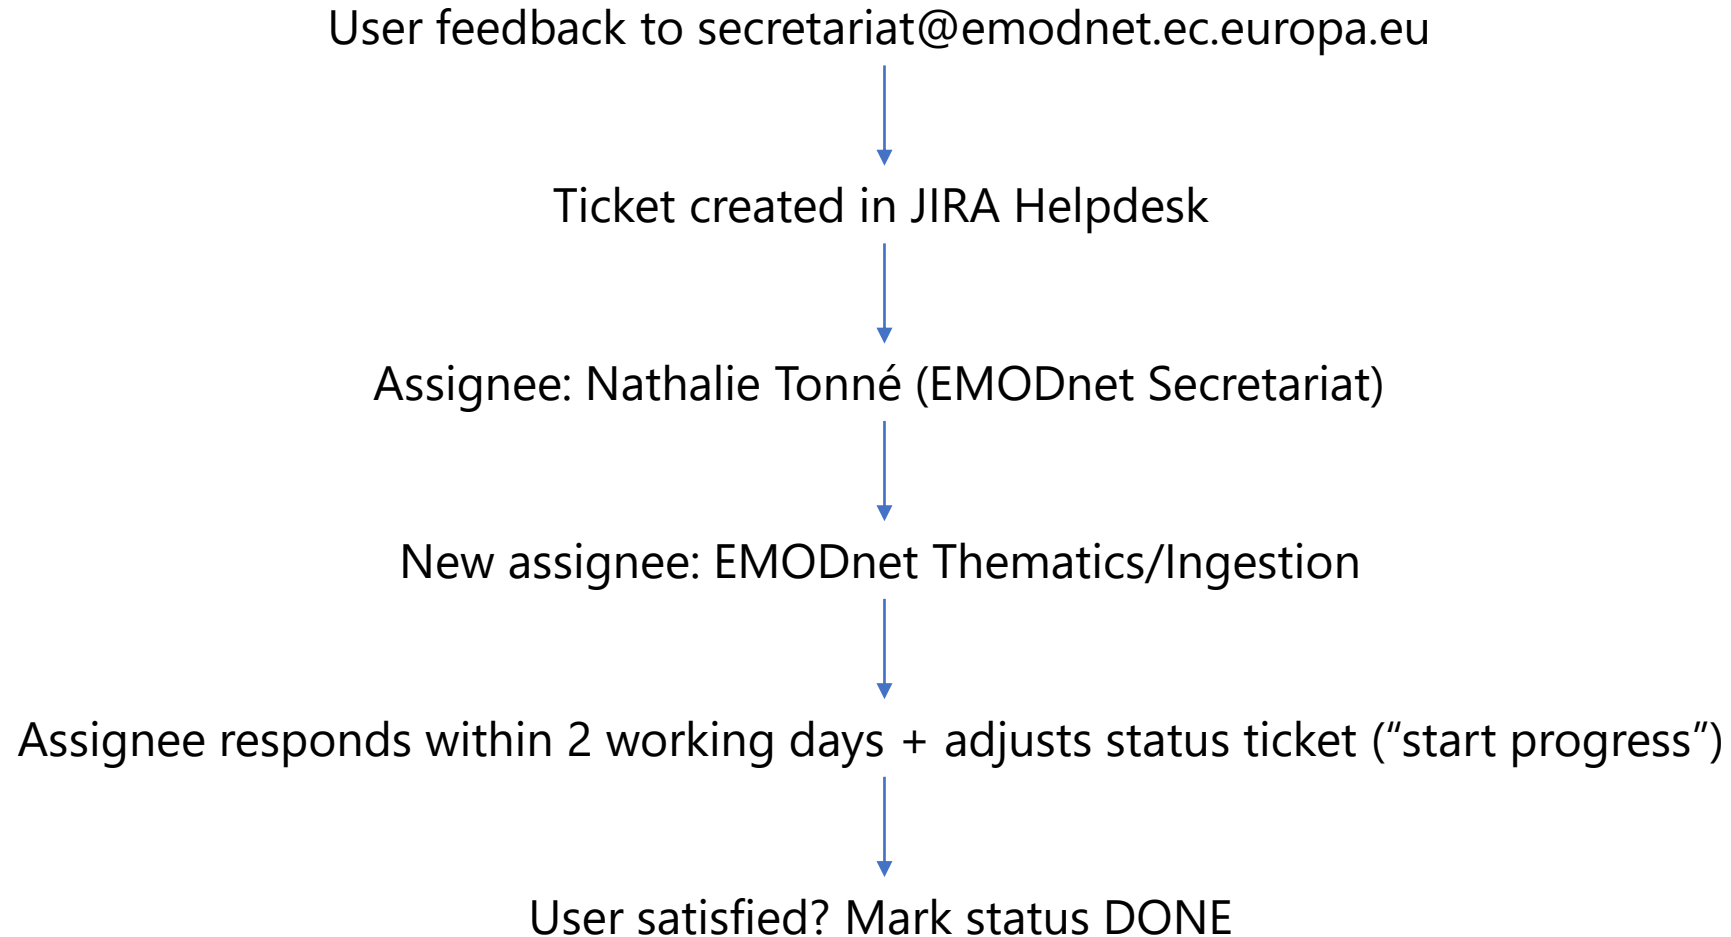 User feedback to secretariat@emodnet.ec.europa.eu
Ticket created in JIRA Helpdesk
Assignee: Nathalie Tonné (EMODnet Secretariat)
New assignee: EMODnet Thematics/Ingestion
Assignee responds within 2 working days + adjusts status ticket (“start progress”)
User satisfied? Mark status DONE